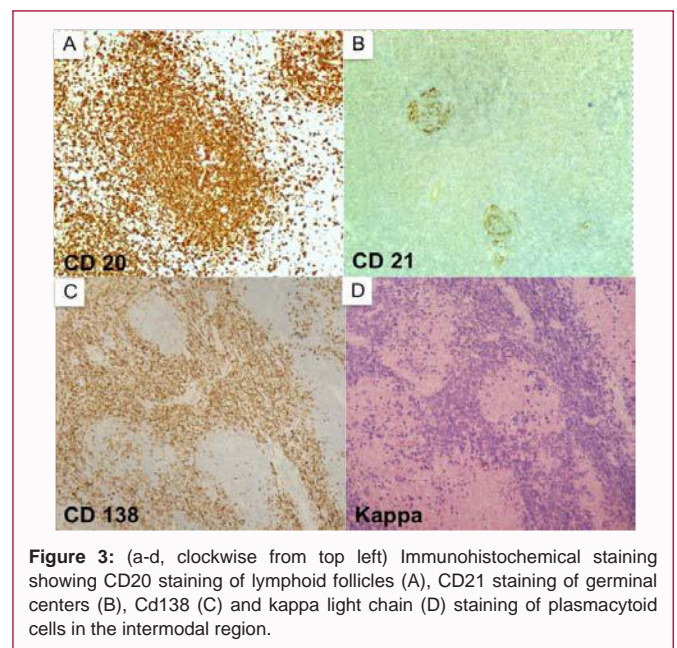 A
B
CD 20
CD 21
C
D
CD 138
Kappa
Figure 3: (a-d, clockwise from top left) Immunohistochemical staining
showing CD20 staining of lymphoid follicles (A), CD21 staining of germinal
centers (B), Cd138 (C) and kappa light chain (D) staining of plasmacytoid
cells in the intermodal region.